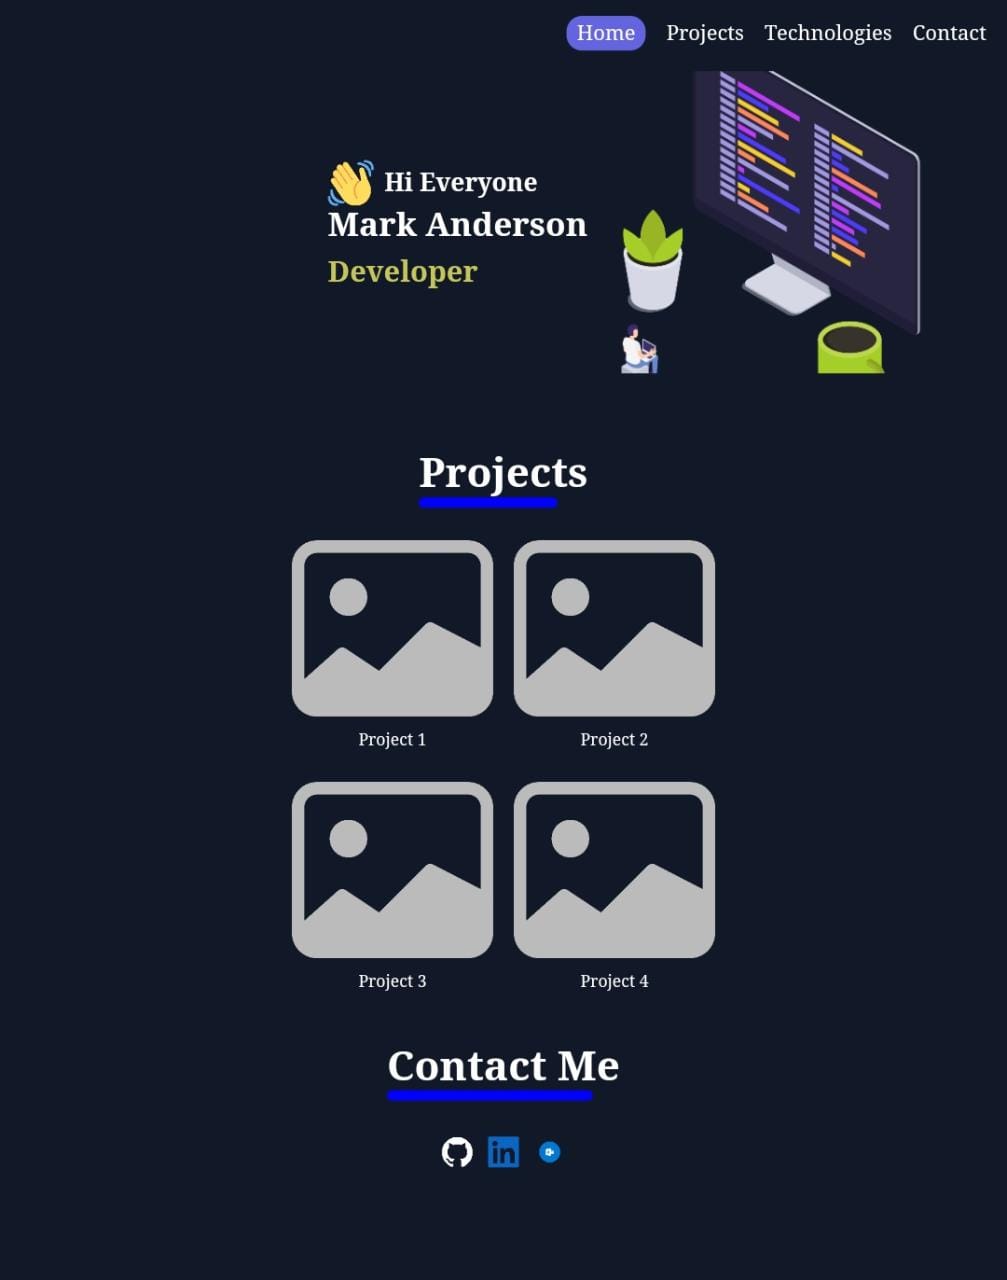 Home Projects Technologies Contact
Hi Everyone
Mark Anderson
Developer
Projects
Project 1 Project 2
Project 3 Project 4
Contact Me
in